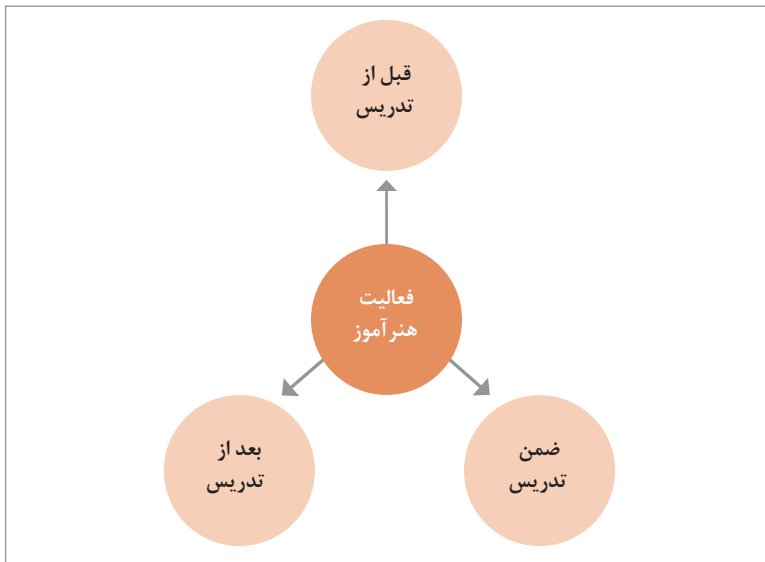 قبل از
تدریس
فعالیت
هنرآموز
ضمن
تدریس
بعد از
تدریس